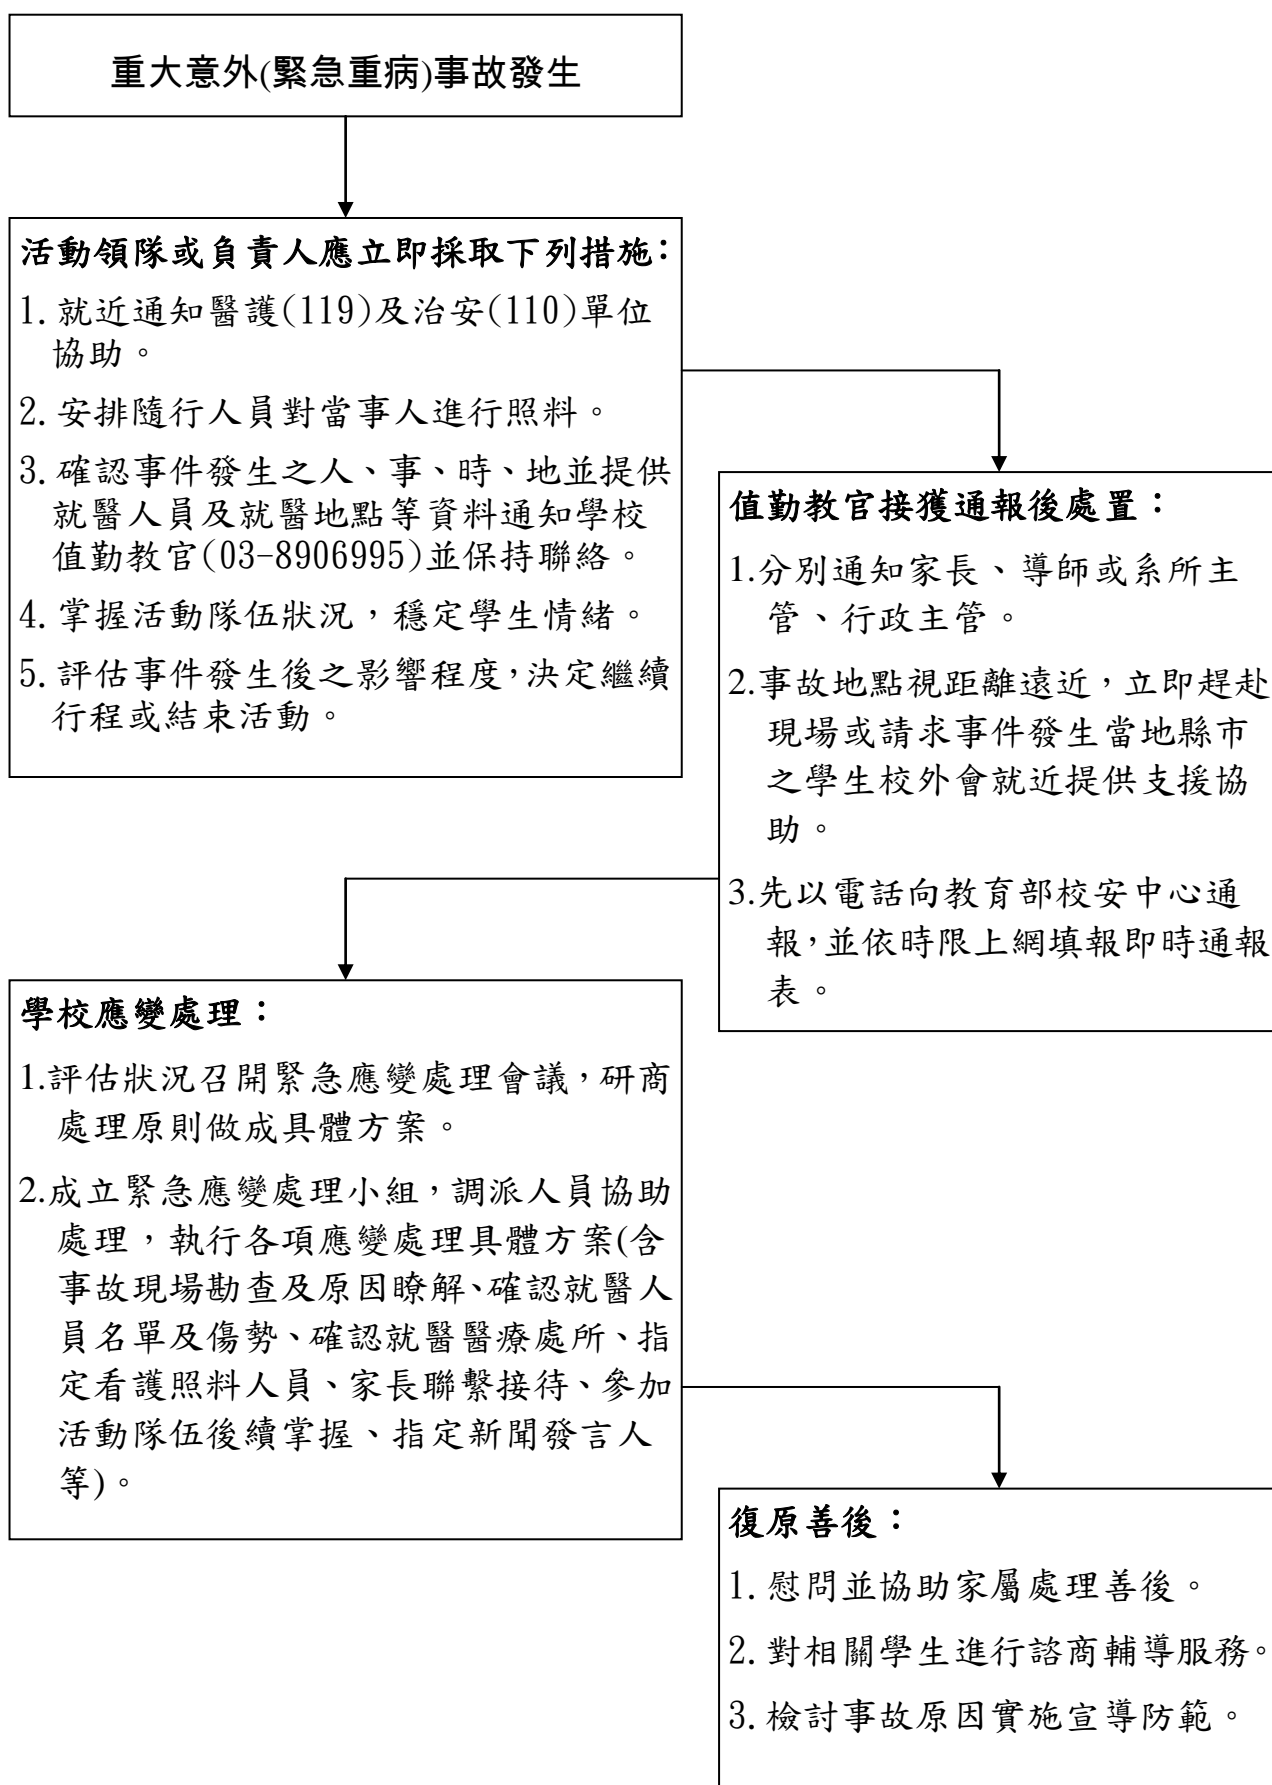 重大意外(緊急重病)事故發生
活動領隊或負責人應立即採取下列措施：
1. 就近通知醫護(119)及治安(110)單位
協助。
2. 安排隨行人員對當事人進行照料。
3. 確認事件發生之人、事、時、地並提供
就醫人員及就醫地點等資料通知學校
值勤教官(03-8906995)並保持聯絡。
4. 掌握活動隊伍狀況，穩定學生情緒。
5. 評估事件發生後之影響程度，決定繼續
行程或結束活動。
值勤教官接獲通報後處置：
1.分別通知家長、導師或系所主
管、行政主管。
2.事故地點視距離遠近，立即趕赴
現場或請求事件發生當地縣市
之學生校外會就近提供支援協
助。
3.先以電話向教育部校安中心通
報，並依時限上網填報即時通報
表。
學校應變處理：
1.評估狀況召開緊急應變處理會議，研商
處理原則做成具體方案。
2.成立緊急應變處理小組，調派人員協助
處理，執行各項應變處理具體方案(含
事故現場勘查及原因瞭解、確認就醫人
員名單及傷勢、確認就醫醫療處所、指
定看護照料人員、家長聯繫接待、參加
活動隊伍後續掌握、指定新聞發言人
等)。
復原善後：
1. 慰問並協助家屬處理善後。
2. 對相關學生進行諮商輔導服務。
3. 檢討事故原因實施宣導防範。